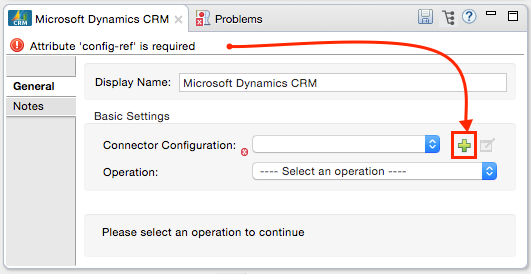 CRM Microsoft Dynamics CRM Problems
Attribute 'config-ref' is required
General
Notes
Display Name: Microsoft Dynamics CRM
Basic Settings
Connector Configuration:
Operation: ---- Select an operation ----
Please select an operation to continue